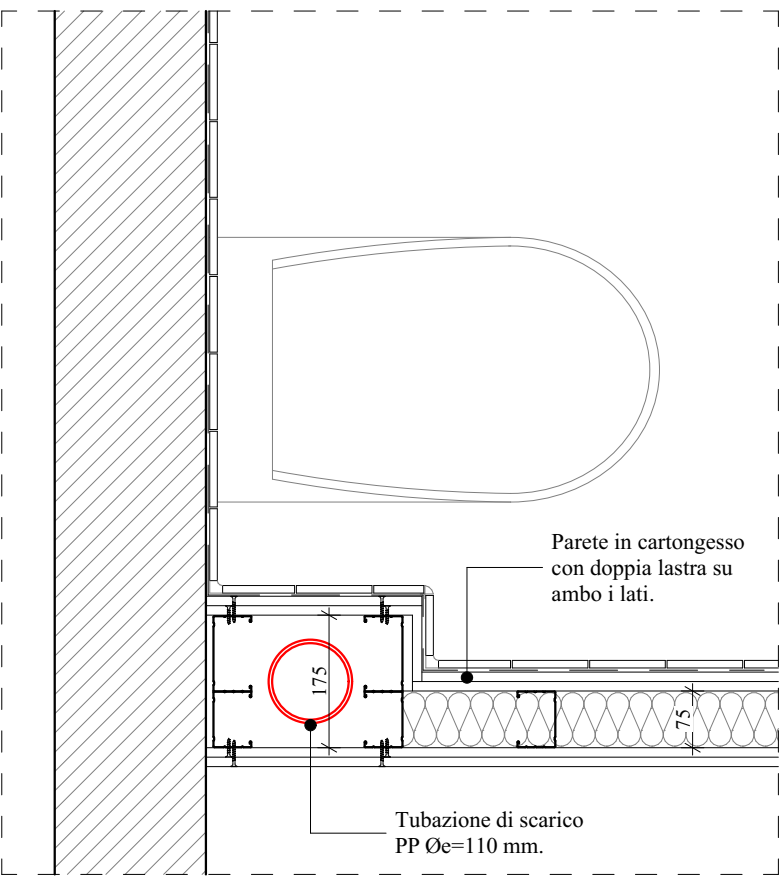 Parete in cartongesso
con doppia lastra su
ambo i lati.
175
75
Tubazione di scarico
PP Øe=110 mm.